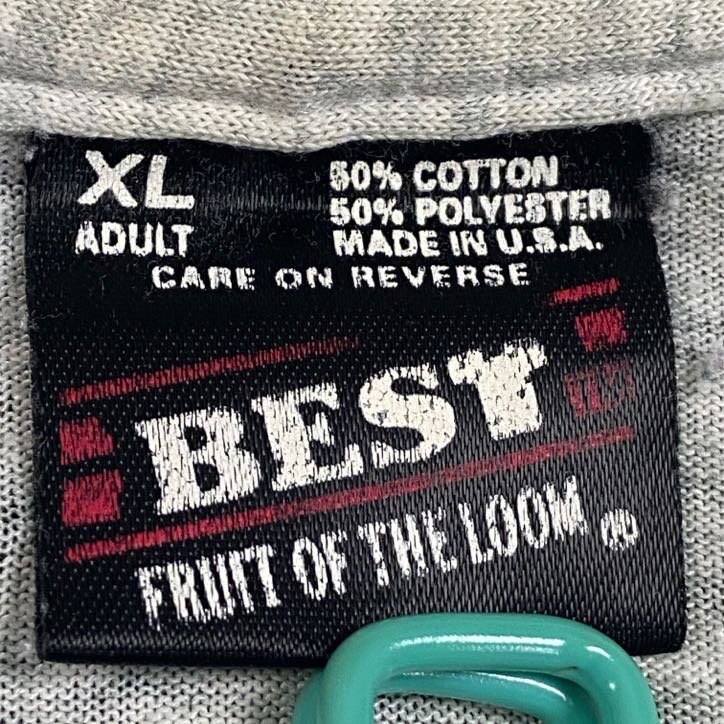 XL
ADULT
50% COTTON
50% POLYESTER
MADE IN U.S.A.
CARE ON REVERSE
BEST
FRUIT OF THE LOOM ®